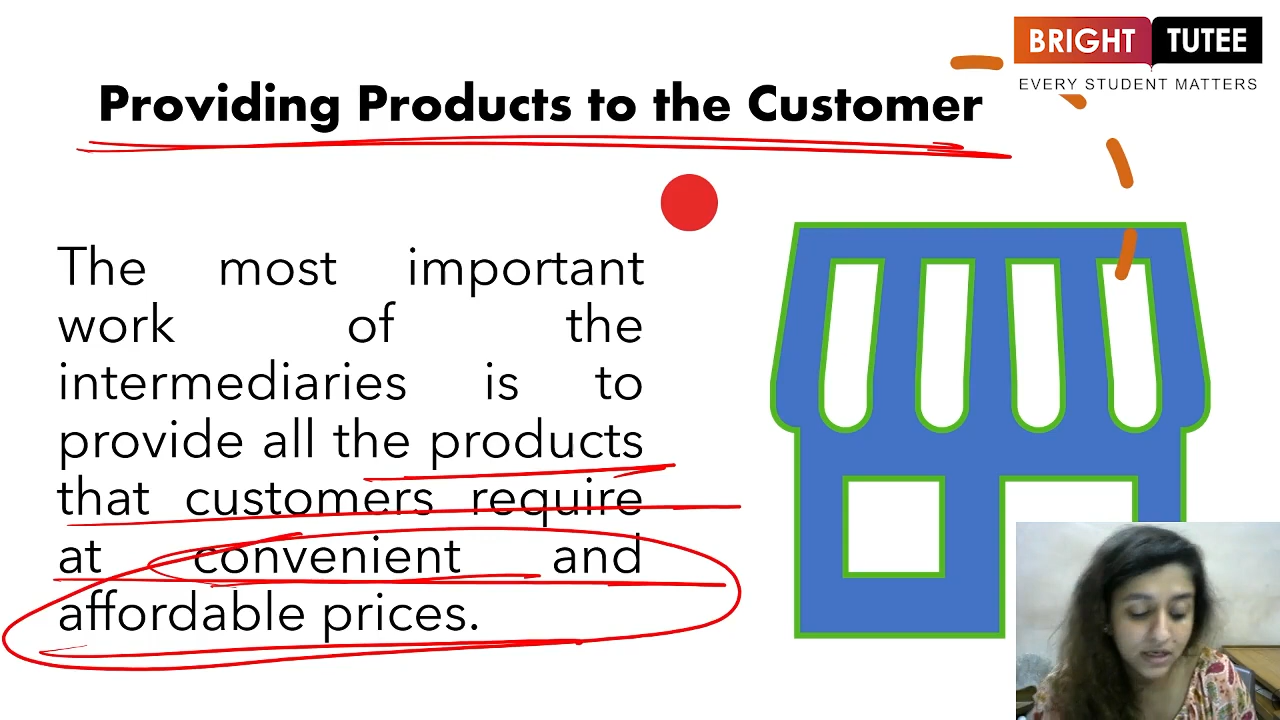 BRIGHT TUTEE
EVERY STUDENT MATTERS
Providing Products to the Customer
The most important
work of the
intermediaries is to
provide all the products
that customers require
at convenient and
affordable prices.